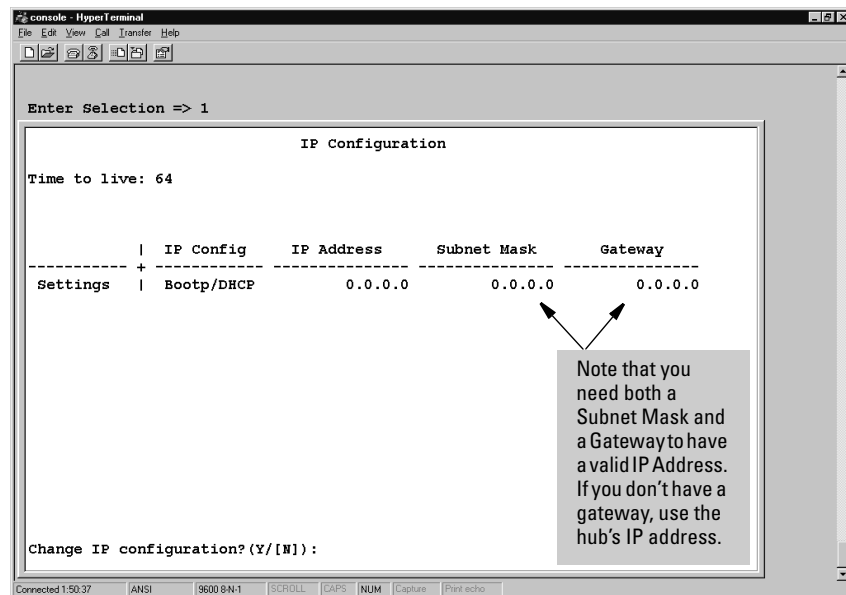 console - HyperTerminal
File Edit View Call Transfer Help
Enter Selection => 1
IP Configuration
Time to live: 64
| IP Config IP Address Subnet Mask Gateway
----------- + ------------ --------------- --------------- ---------------
Settings | Bootp/DHCP 0.0.0.0 0.0.0.0 0.0.0.0
Note that you
need both a
Subnet Mask and
a Gateway to have
a valid IP Address.
If you don't have a
gateway, use the
hub's IP address.
Change IP configuration?(Y/[N]):
Connected 1:50:37 ANSI 9600 8-N-1 SCROLL CAPS NUM Capture Print echo